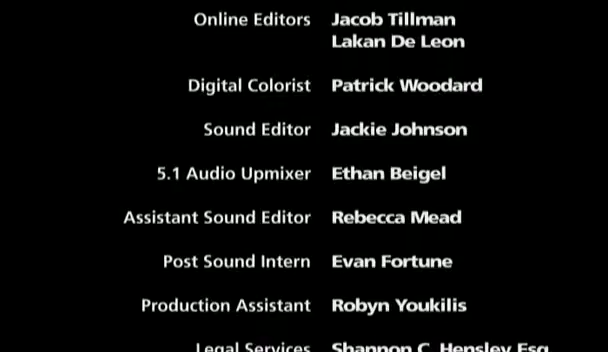 Online Editors Jacob Tillman
Lakan De Leon
Digital Colorist Patrick Woodard
Sound Editor Jackie Johnson
5.1 Audio Upmixer Ethan Beigel
Assistant Sound Editor Rebecca Mead
Post Sound Intern Evan Fortune
Production Assistant Robyn Youkilis
Legal Services Shannon C. Hensley Esq